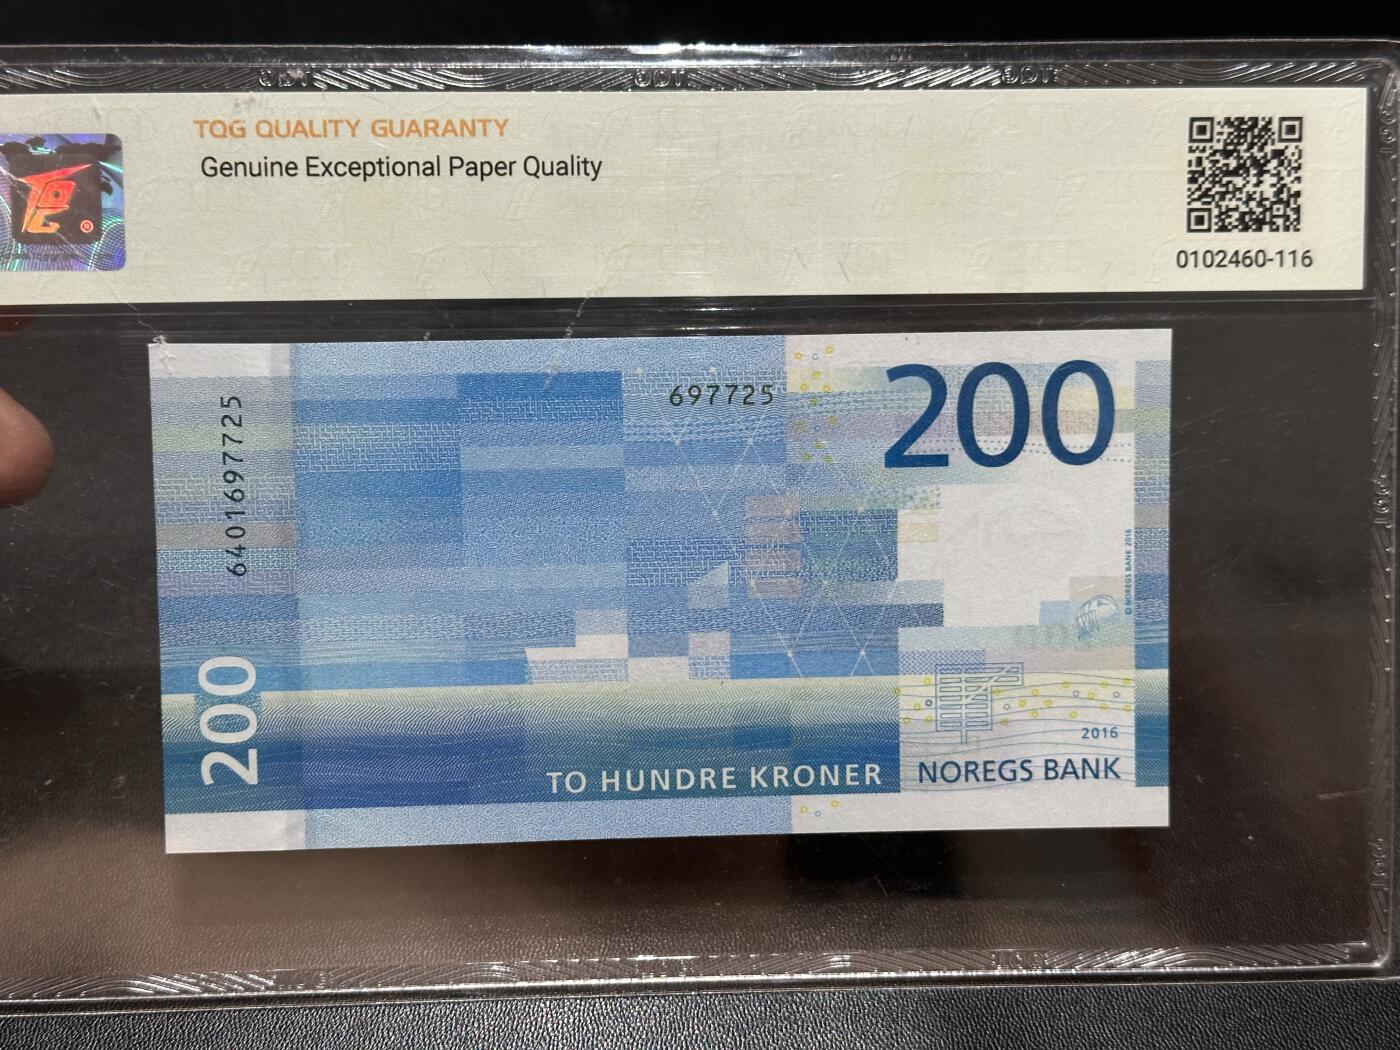 TQG QUALITY GUARANTY
Genuine Exceptional Paper Quality
®
0102460-116
697725
200
6401697725
200
© NOREGS BANK 2016
2016
TO HUNDRE KRONER
NOREGS BANK